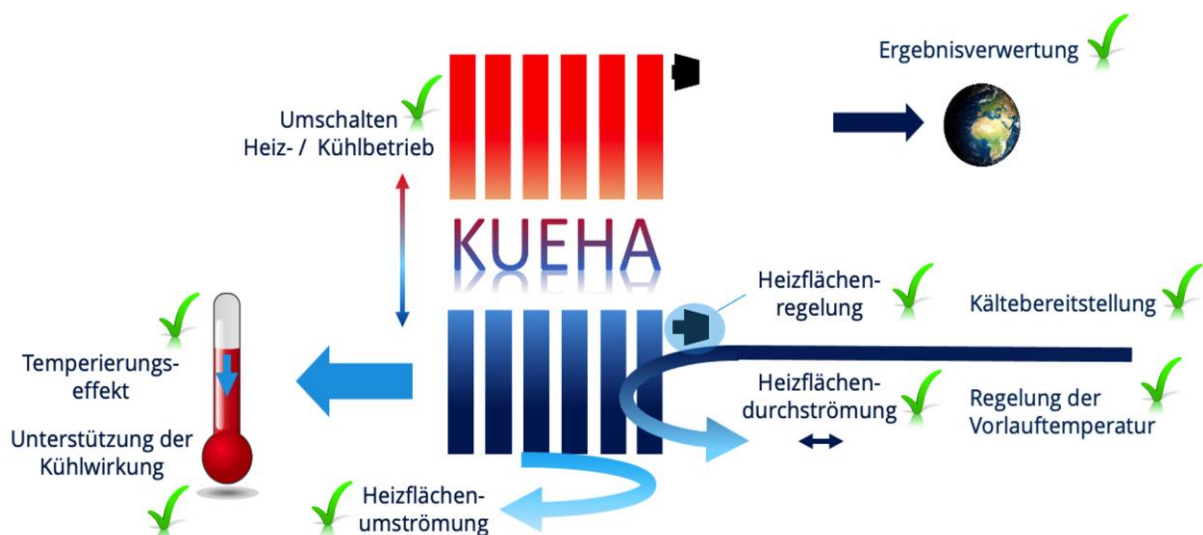 Ergebnisverwertung
Umschalten
Heiz- / Kühlbetrieb
KUEHA
Heizflächen-
regelung
Kältebereitstellung
Temperierungs-
effekt
Heizflächen-
durchströmung
Regelung der
Vorlauftemperatur
Unterstützung der
Kühlwirkung
Heizflächen-
umströmung